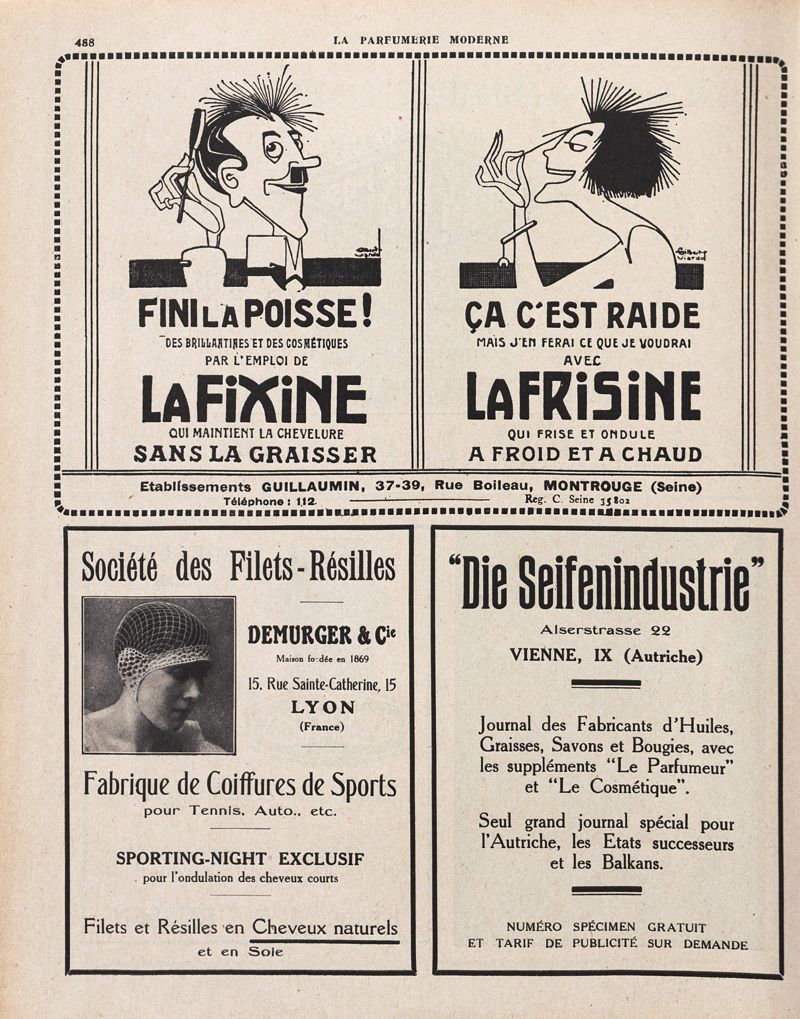 488
LA PARFUMERIE MODERNE
FINI LA POISSE!
DES BRILLANTINES ET DES COSMÉTIQUES
PAR L'EMPLOI DE
LA FIXINE
QUI MAINTIENT LA CHEVELURE
SANS LA GRAISSER
ÇA C'EST RAIDE
MAIS J'EN FERAI CE QUE JE VOUDRAI
AVEC
LA FRISINE
QUI FRISE ET ONDULE
A FROID ET A CHAUD
Etablissements GUILLAUMIN, 37-39, Rue Boileau, MONTROUGE (Seine)
Téléphone : 112. Reg. C. Seine 35802
Société des Filets-Résilles
DEMURGER & Cie
Maison fo dée en 1869
15, Rue Sainte-Catherine, 15
LYON
(France)
Fabrique de Coiffures de Sports
pour Tennis, Auto., etc.
SPORTING-NIGHT EXCLUSIF
pour l'ondulation des cheveux courts
Filets et Résilles en Cheveux naturels
et en Soie
"Die Seifenindustrie"
Alserstrasse 22
VIENNE, IX (Autriche)
Journal des Fabricants d'Huiles,
Graisses, Savons et Bougies, avec
les suppléments "Le Parfumeur"
et "Le Cosmétique".
Seul grand journal spécial pour
l'Autriche, les Etats successeurs
et les Balkans.
NUMÉRO SPÉCIMEN GRATUIT
ET TARIF DE PUBLICITÉ SUR DEMANDE